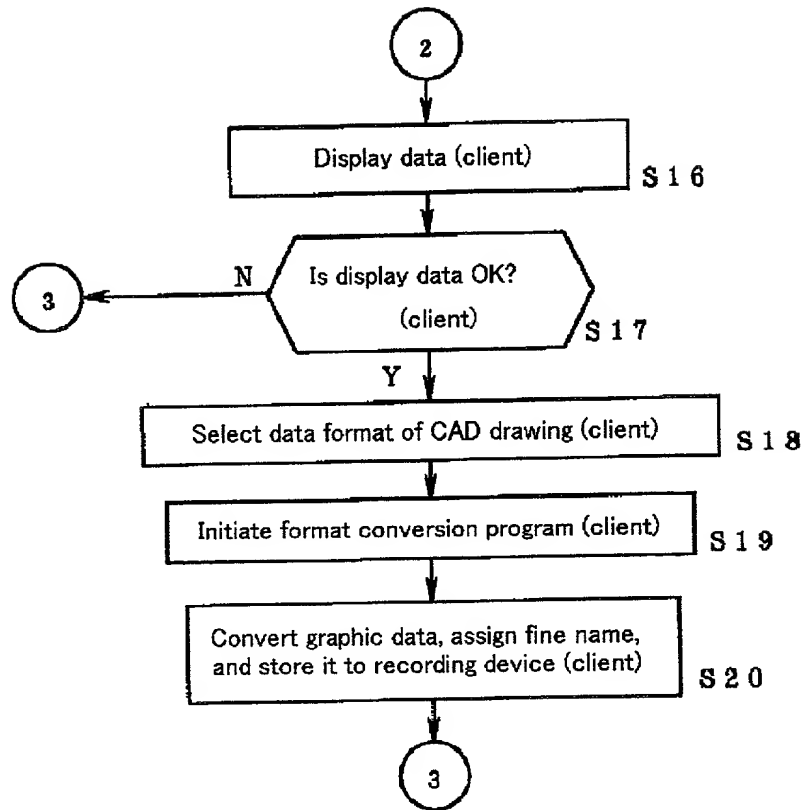 2
Display data (client)
S16
Is display data OK?
(client)
S17
N
3
Y
Select data format of CAD drawing (client)
S18
Initiate format conversion program (client)
S19
Convert graphic data, assign fine name,
and store it to recording device (client)
S20
3